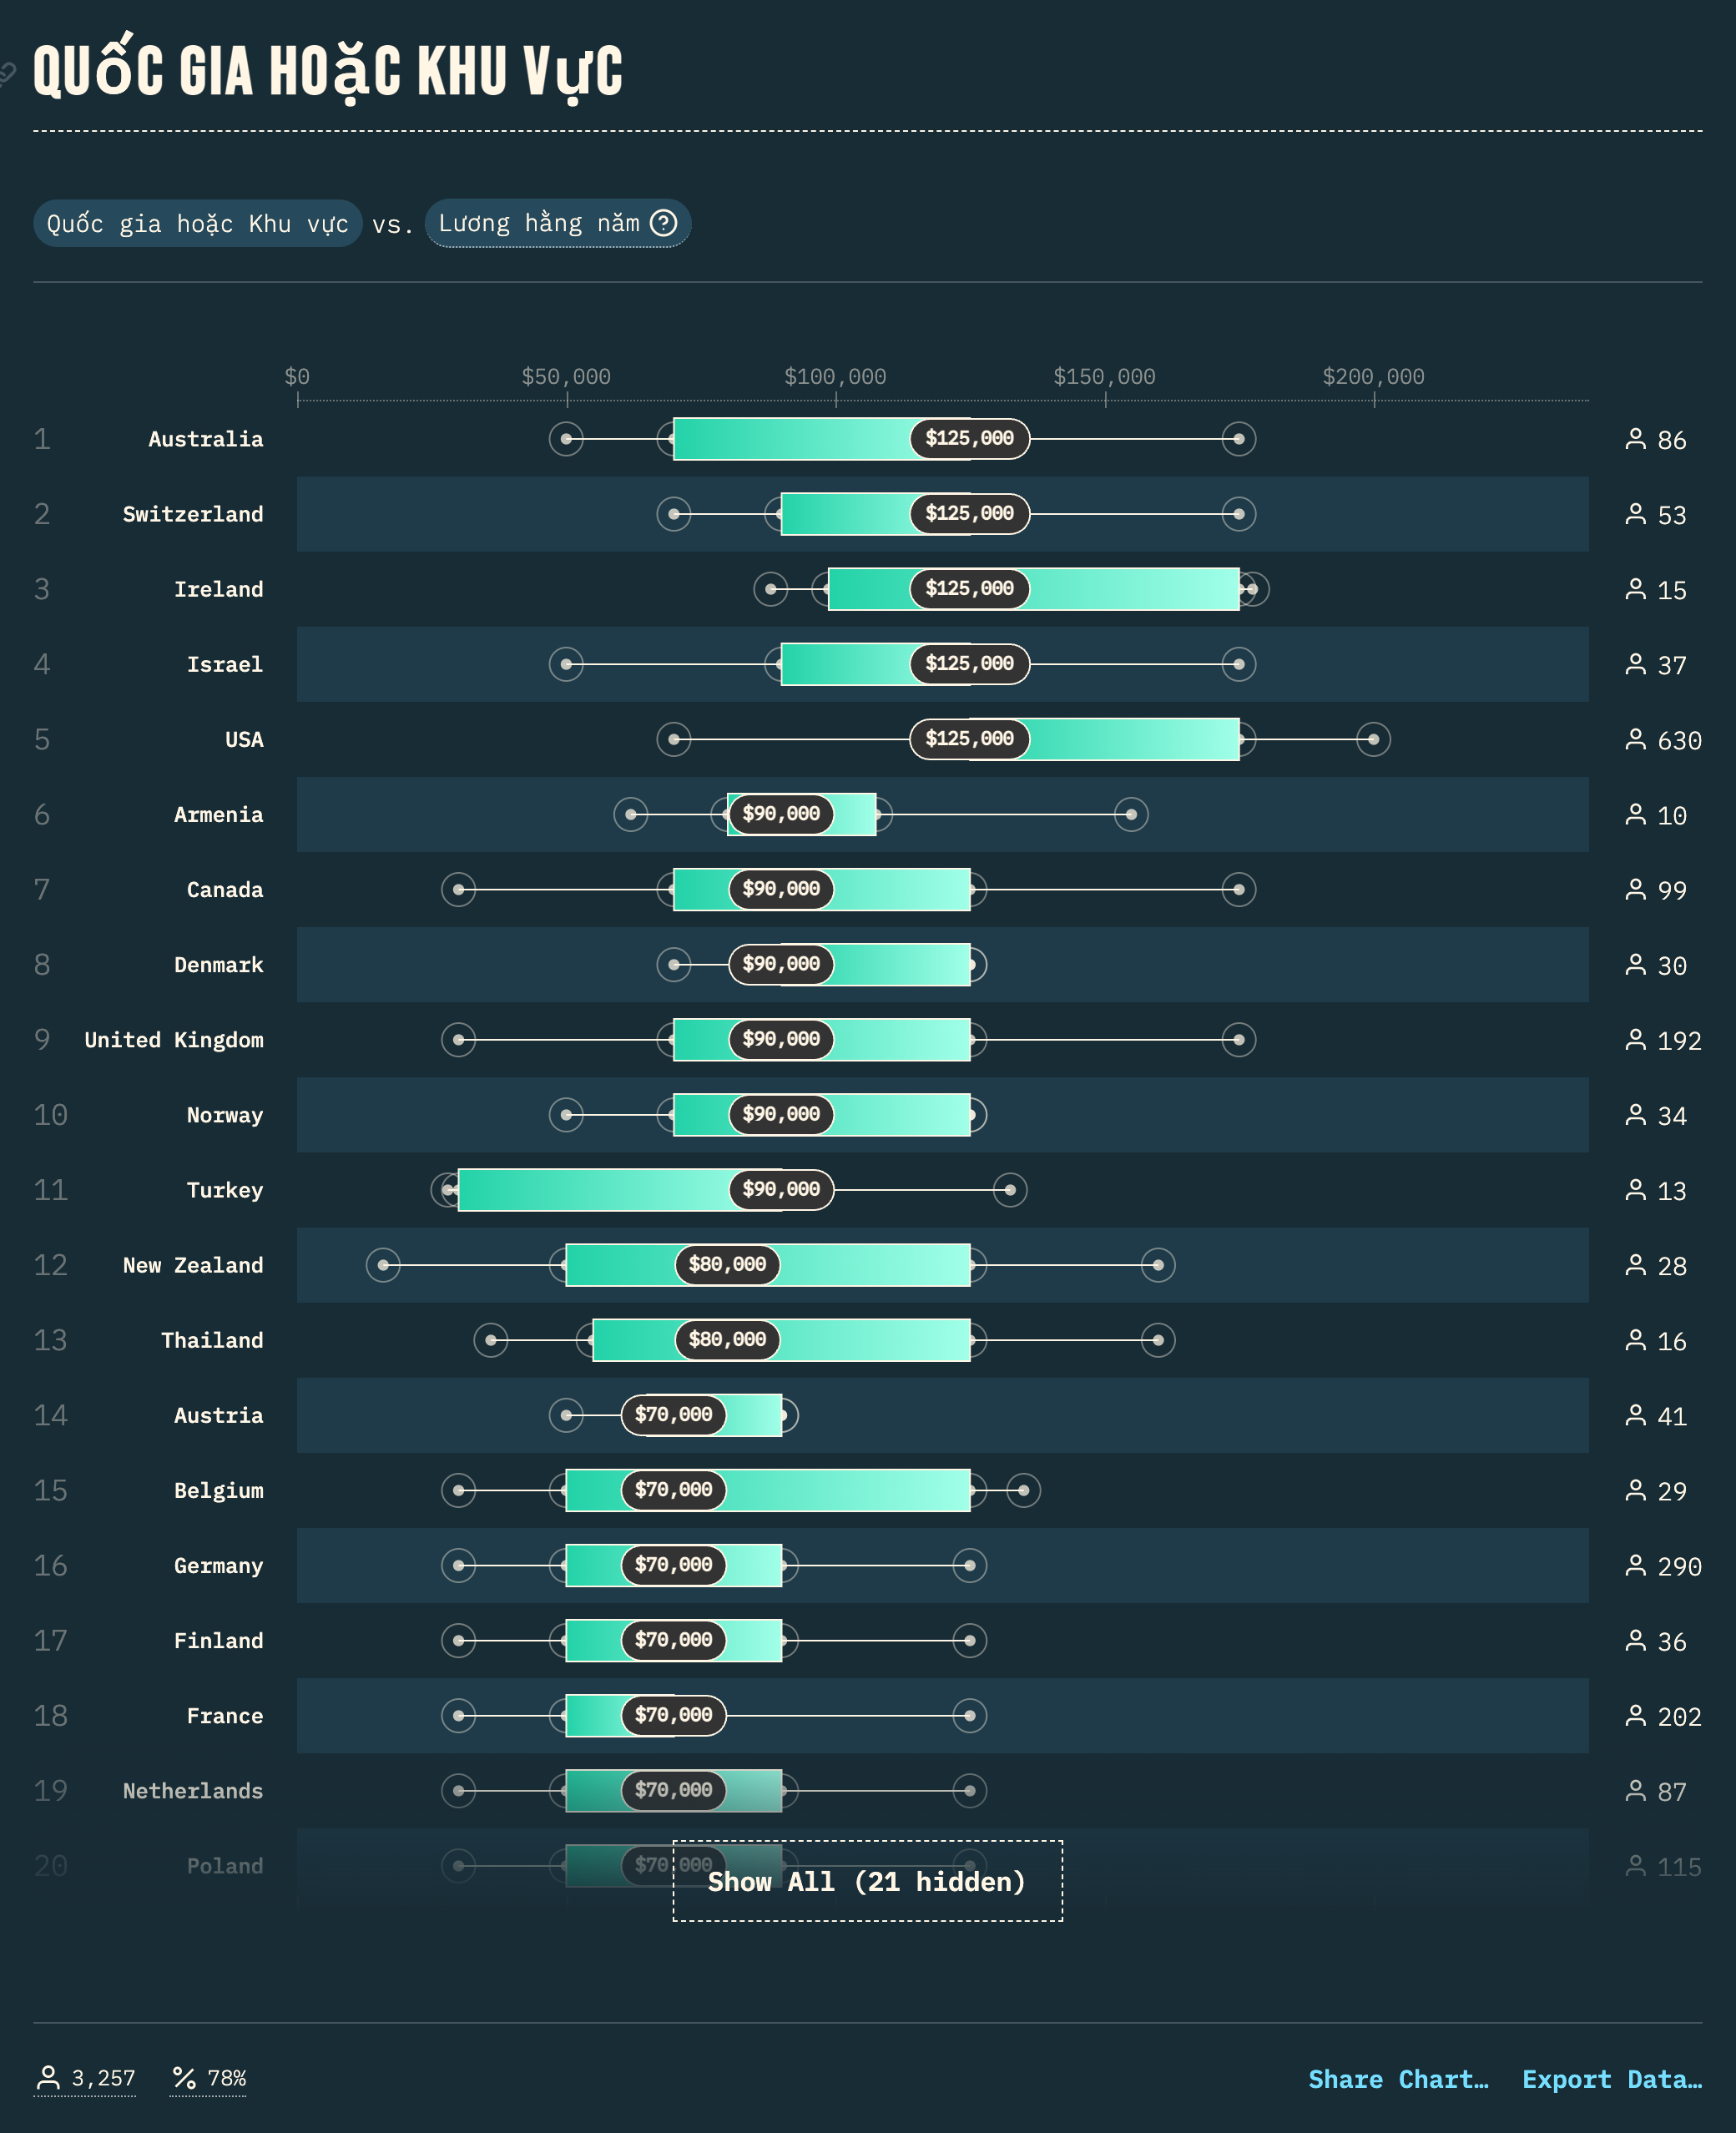 QUỐC GIA HOẶC KHU VỰC
Quốc gia hoặc Khu vực vs. Lương hằng năm ?
$0 $50,000 $100,000 $150,000 $200,000
1 Australia $125,000 86
2 Switzerland $125,000 53
3 Ireland $125,000 15
4 Israel $125,000 37
5 USA $125,000 630
6 Armenia $90,000 10
7 Canada $90,000 99
8 Denmark $90,000 30
9 United Kingdom $90,000 192
10 Norway $90,000 34
11 Turkey $90,000 13
12 New Zealand $80,000 28
13 Thailand $80,000 16
14 Austria $70,000 41
15 Belgium $70,000 29
16 Germany $70,000 290
17 Finland $70,000 36
18 France $70,000 202
19 Netherlands $70,000 87
20 Poland $70,000 115
Show All (21 hidden)
3,257 78% Share Chart… Export Data…